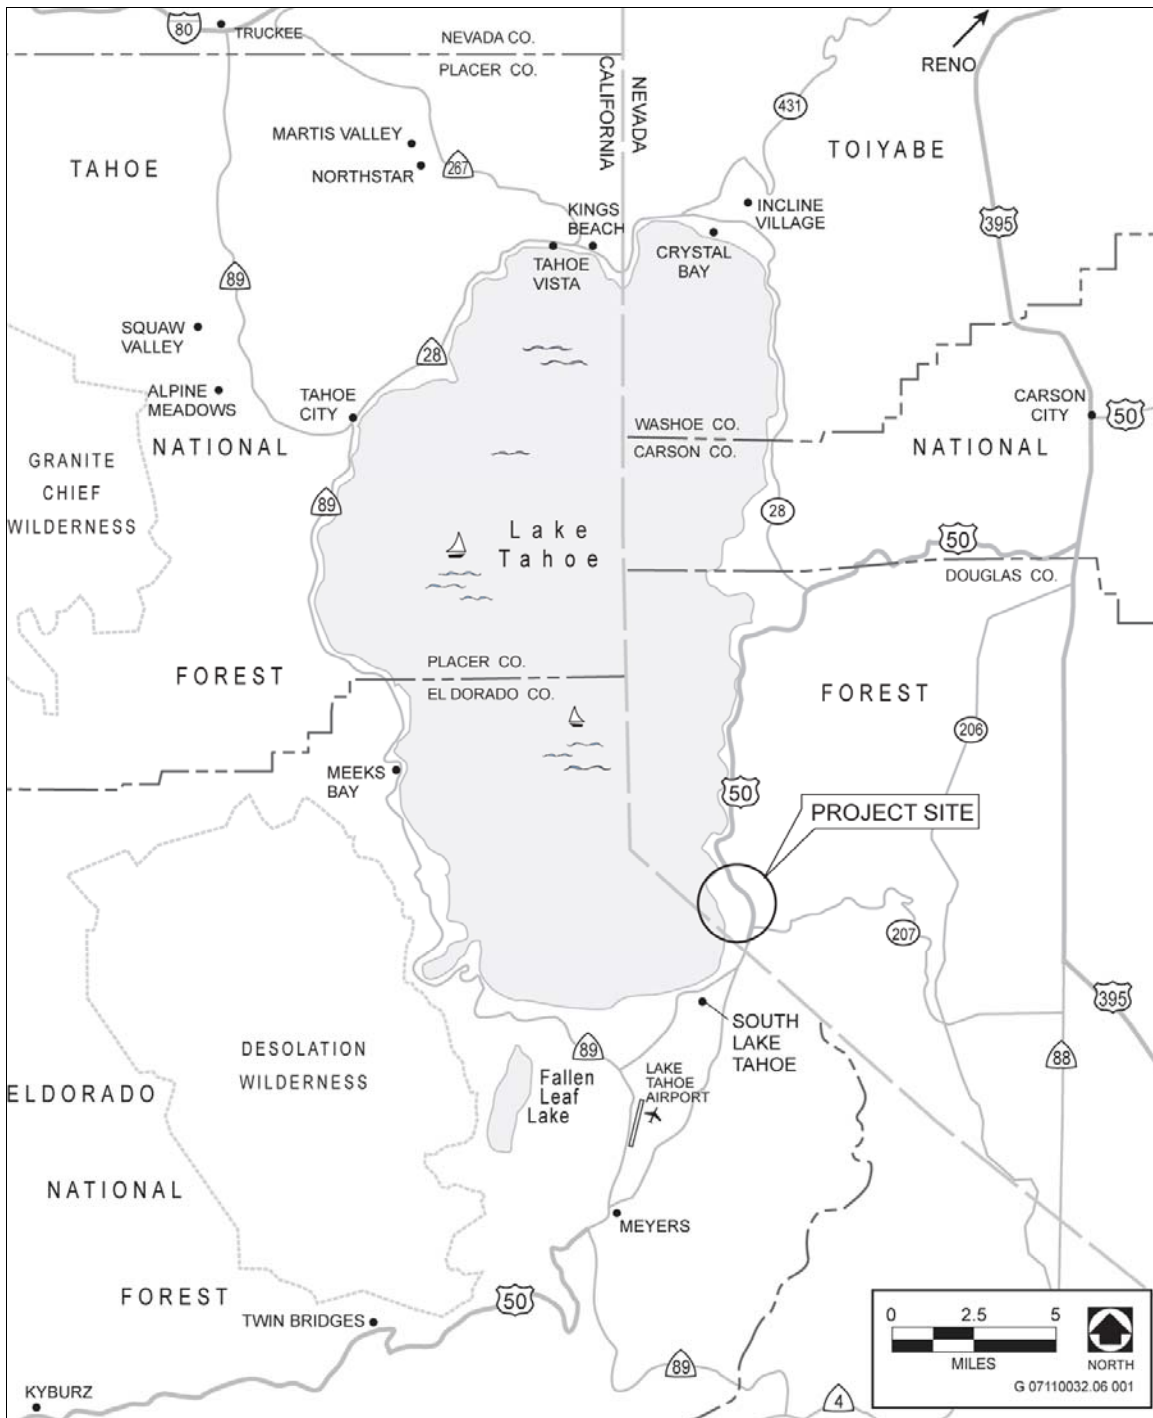 80
TRUCKEE
NEVADA CO.
PLACER CO.
CALIFORNIA
NEVADA
RENO
431
MARTIS VALLEY
NORTHSTAR
267
TAHOE
TOIYABE
KINGS
BEACH
INCLINE
VILLAGE
395
TAHOE
VISTA
CRYSTAL
BAY
89
SQUAW
VALLEY
28
ALPINE
MEADOWS
TAHOE
CITY
CARSON
CITY
50
WASHOE CO.
CARSON CO.
NATIONAL
NATIONAL
GRANITE
CHIEF
WILDERNESS
89
28
Lake
Tahoe
50
DOUGLAS CO.
PLACER CO.
EL DORADO CO.
FOREST
FOREST
206
MEEKS
BAY
50
PROJECT SITE
207
395
SOUTH
LAKE
TAHOE
89
88
DESOLATION
WILDERNESS
Fallen
Leaf
Lake
LAKE
TAHOE
AIRPORT
ELDORADO
NATIONAL
FOREST
MEYERS
50
TWIN BRIDGES
89
4
KYBURZ
0 2.5 5
MILES
NORTH
G 07110032.06 001